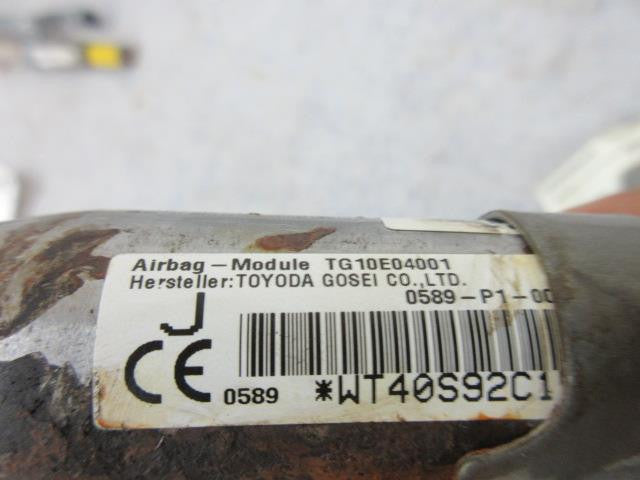 Airbag-Module TG10E04001
Hersteller:TOYODA GOSEI CO.,LTD.
0589-P1-00
J
CE 0589
*WT40S92C1